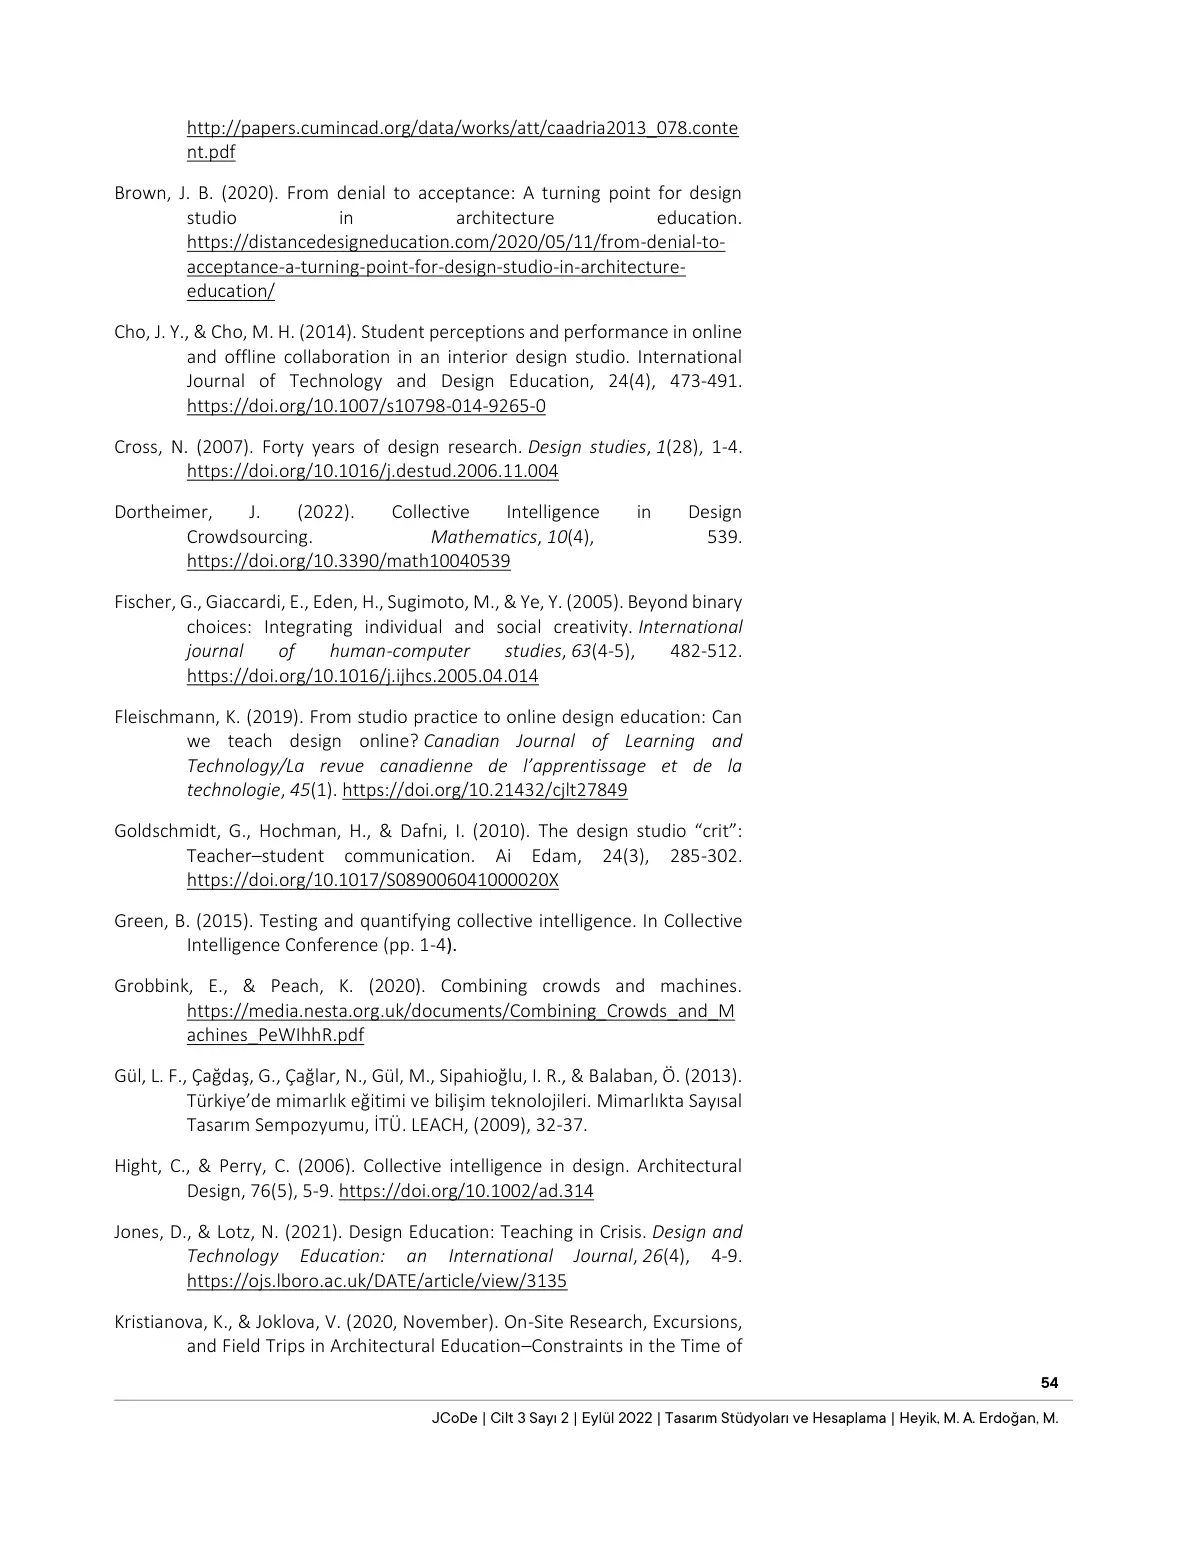 http://papers.cumincad.org/data/works/att/caadria2013_078.conte
nt.pdf
Brown, J. B. (2020). From denial to acceptance: A turning point for design
studio in architecture education.
https://distancedesigneducation.com/2020/05/11/from-denial-to-
acceptance-a-turning-point-for-design-studio-in-architecture-
education/
Cho, J. Y., & Cho, M. H. (2014). Student perceptions and performance in online
and offline collaboration in an interior design studio. International
Journal of Technology and Design Education, 24(4), 473-491.
https://doi.org/10.1007/s10798-014-9265-0
Cross, N. (2007). Forty years of design research. Design studies, 1(28), 1-4.
https://doi.org/10.1016/j.destud.2006.11.004
Dortheimer, J. (2022). Collective Intelligence in Design
Crowdsourcing. Mathematics, 10(4), 539.
https://doi.org/10.3390/math10040539
Fischer, G., Giaccardi, E., Eden, H., Sugimoto, M., & Ye, Y. (2005). Beyond binary
choices: Integrating individual and social creativity. International
journal of human-computer studies, 63(4-5), 482-512.
https://doi.org/10.1016/j.ijhcs.2005.04.014
Fleischmann, K. (2019). From studio practice to online design education: Can
we teach design online? Canadian Journal of Learning and
Technology/La revue canadienne de l’apprentissage et de la
technologie, 45(1). https://doi.org/10.21432/cjlt27849
Goldschmidt, G., Hochman, H., & Dafni, I. (2010). The design studio “crit”:
Teacher–student communication. Ai Edam, 24(3), 285-302.
https://doi.org/10.1017/S089006041000020X
Green, B. (2015). Testing and quantifying collective intelligence. In Collective
Intelligence Conference (pp. 1-4).
Grobbink, E., & Peach, K. (2020). Combining crowds and machines.
https://media.nesta.org.uk/documents/Combining_Crowds_and_M
achines_PeWIhhR.pdf
Gül, L. F., Çağdaş, G., Çağlar, N., Gül, M., Sipahioğlu, I. R., & Balaban, Ö. (2013).
Türkiye’de mimarlık eğitimi ve bilişim teknolojileri. Mimarlıkta Sayısal
Tasarım Sempozyumu, İTÜ. LEACH, (2009), 32-37.
Hight, C., & Perry, C. (2006). Collective intelligence in design. Architectural
Design, 76(5), 5-9. https://doi.org/10.1002/ad.314
Jones, D., & Lotz, N. (2021). Design Education: Teaching in Crisis. Design and
Technology Education: an International Journal, 26(4), 4-9.
https://ojs.lboro.ac.uk/DATE/article/view/3135
Kristianova, K., & Joklova, V. (2020, November). On-Site Research, Excursions,
and Field Trips in Architectural Education–Constraints in the Time of
54
JCoDe | Cilt 3 Sayı 2 | Eylül 2022 | Tasarım Stüdyoları ve Hesaplama | Heyik, M. A. Erdoğan, M.